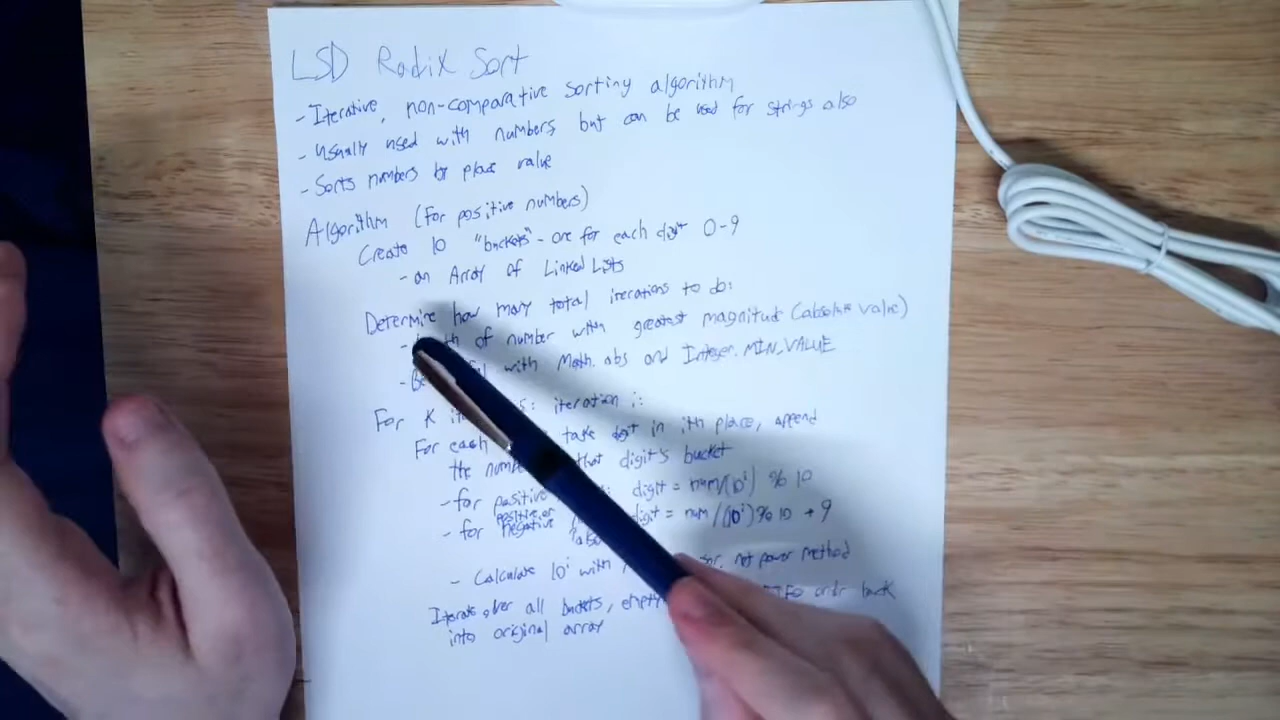 LSD Radix Sort
- Iterative, non-comparative sorting algorithm
- Usually used with numbers but can be used for strings also
- Sorts numbers by place value
Algorithm (for positive numbers)
Create 10 "buckets" - one for each digit 0-9
- an Array of LinkedLists
Determine how many total iterations to do:
- of number with greatest magnitude (absolute value)
- with Math.abs and Integer.MIN_VALUE
For K iteration i:
For each take digit in ith place, append
the that digit's bucket
- for positive digit = num/(10^i) % 10
- for positive or negative digit = num/(10^i) % 10 + 9
- Calculate 10^i with not power method
Iterate over all buckets, order back
into original array